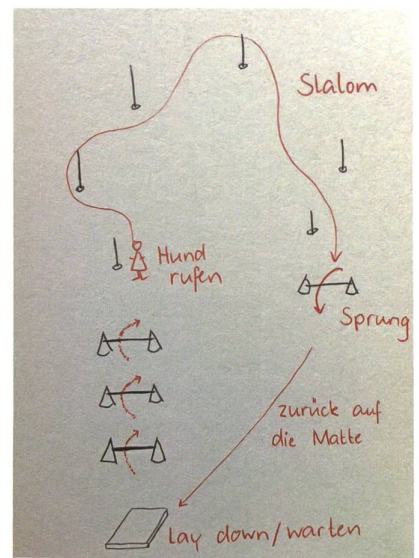 Slalom
Hund
rufen
Sprung
zurück auf
die Matte
Lay down/warten